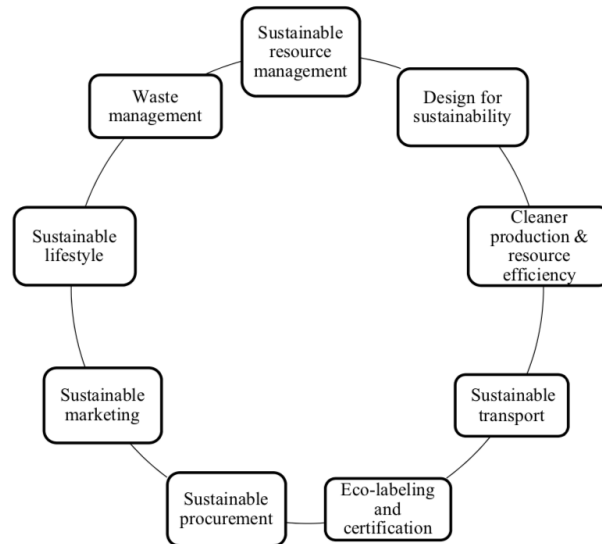 Sustainable
resource
management
Design for
sustainability
Cleaner
production &
resource
efficiency
Sustainable
transport
Eco-labeling
and
certification
Sustainable
procurement
Sustainable
marketing
Sustainable
lifestyle
Waste
management